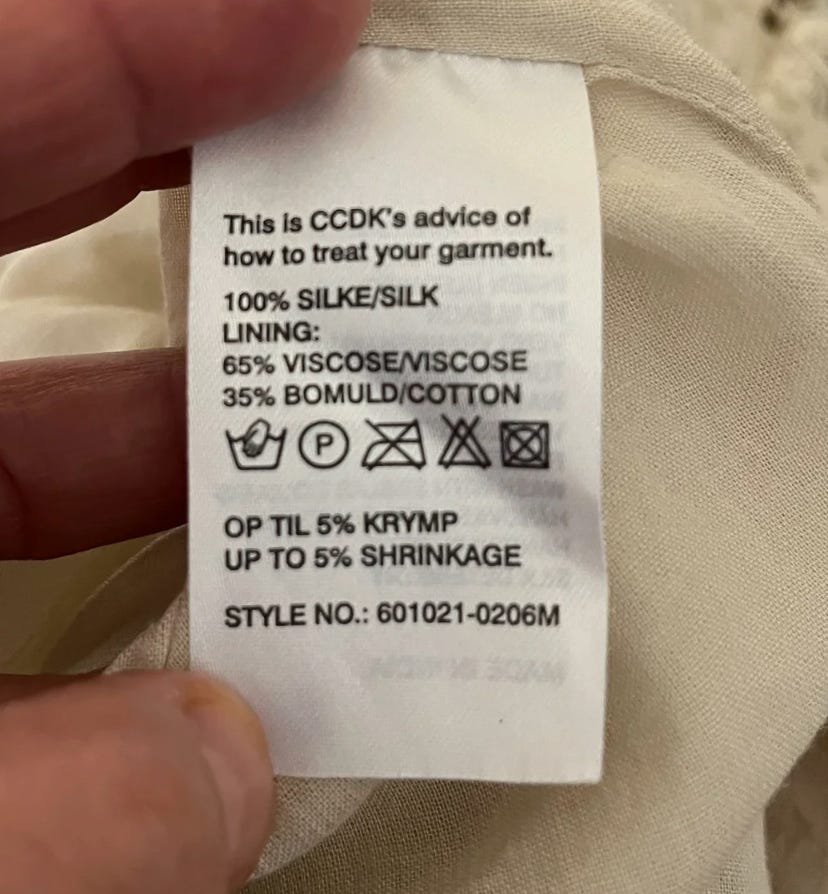 This is CCDK's advice of
how to treat your garment.
100% SILKE/SILK
LINING:
65% VISCOSE/VISCOSE
35% BOMULD/COTTON
P
OP TIL 5% KRYMP
UP TO 5% SHRINKAGE
STYLE NO.: 601021-0206M